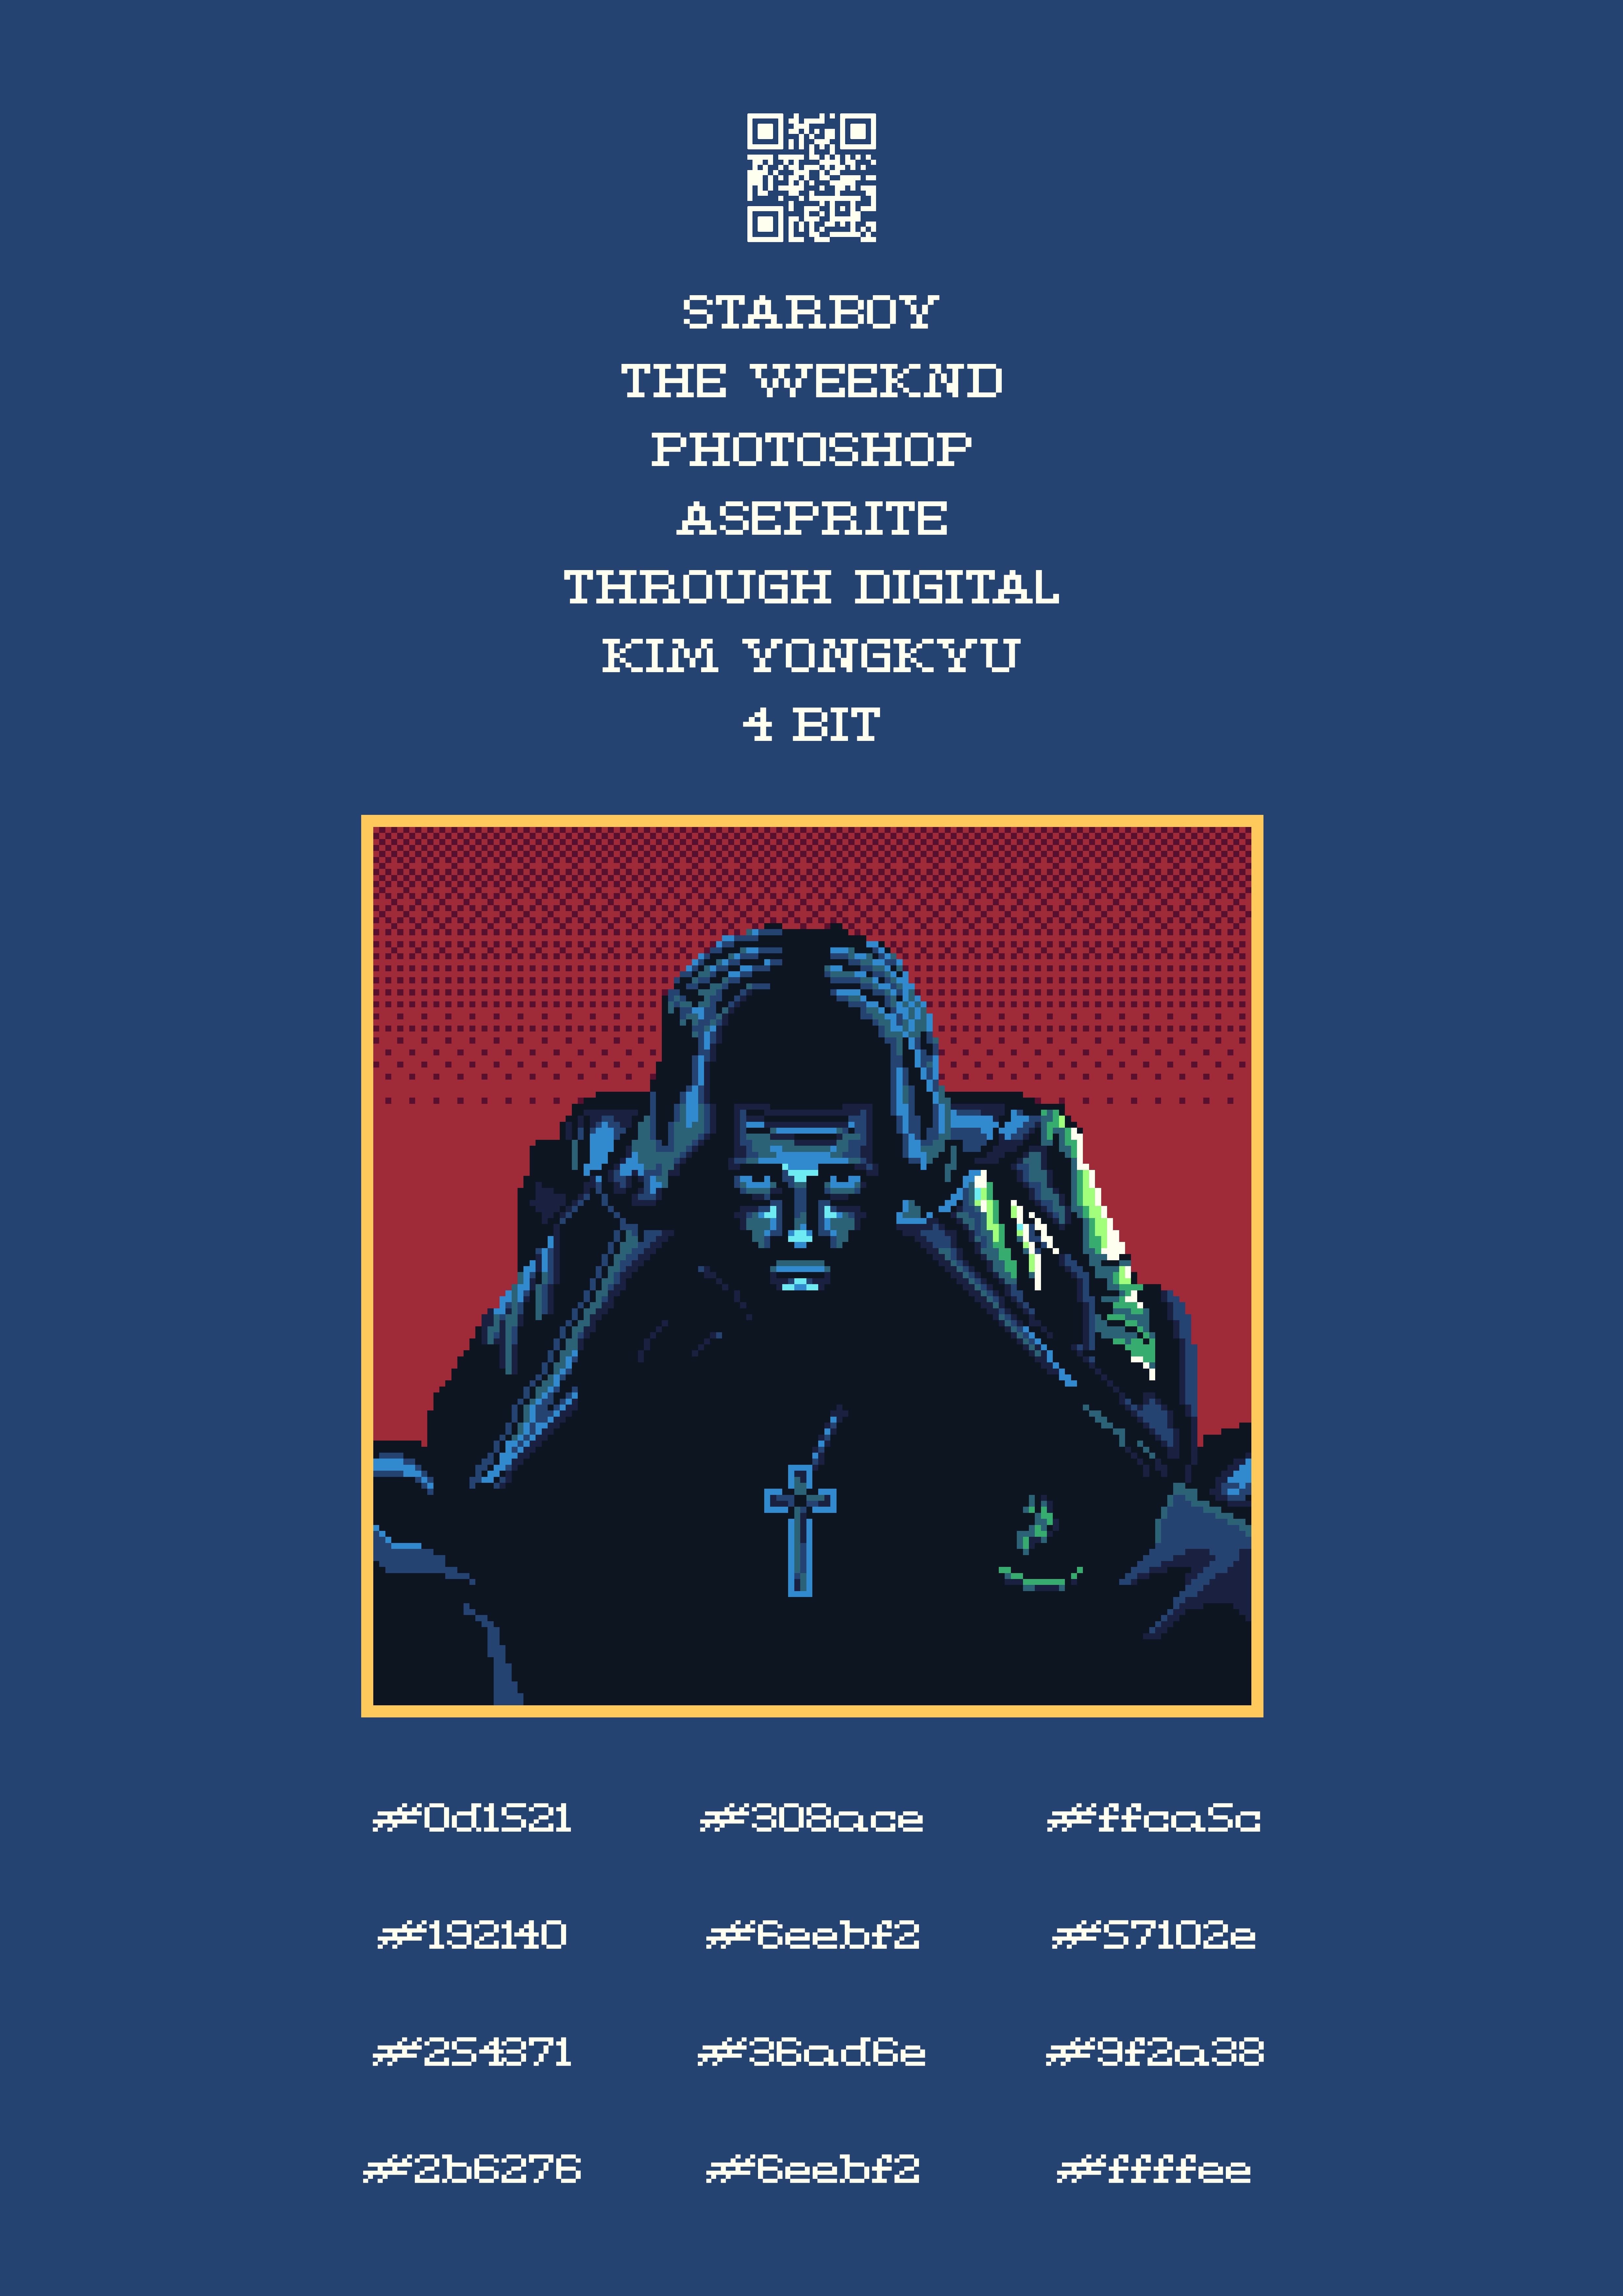 STARBOY
THE WEEKND
PHOTOSHOP
ASEPRITE
THROUGH DIGITAL
KIM YONGKYU
4 BIT
#0d1521 #308ace #ffca5c
#192140 #6eebf2 #57102e
#254371 #36ad6e #9f2a38
#2b6276 #6eebf2 #ffffee